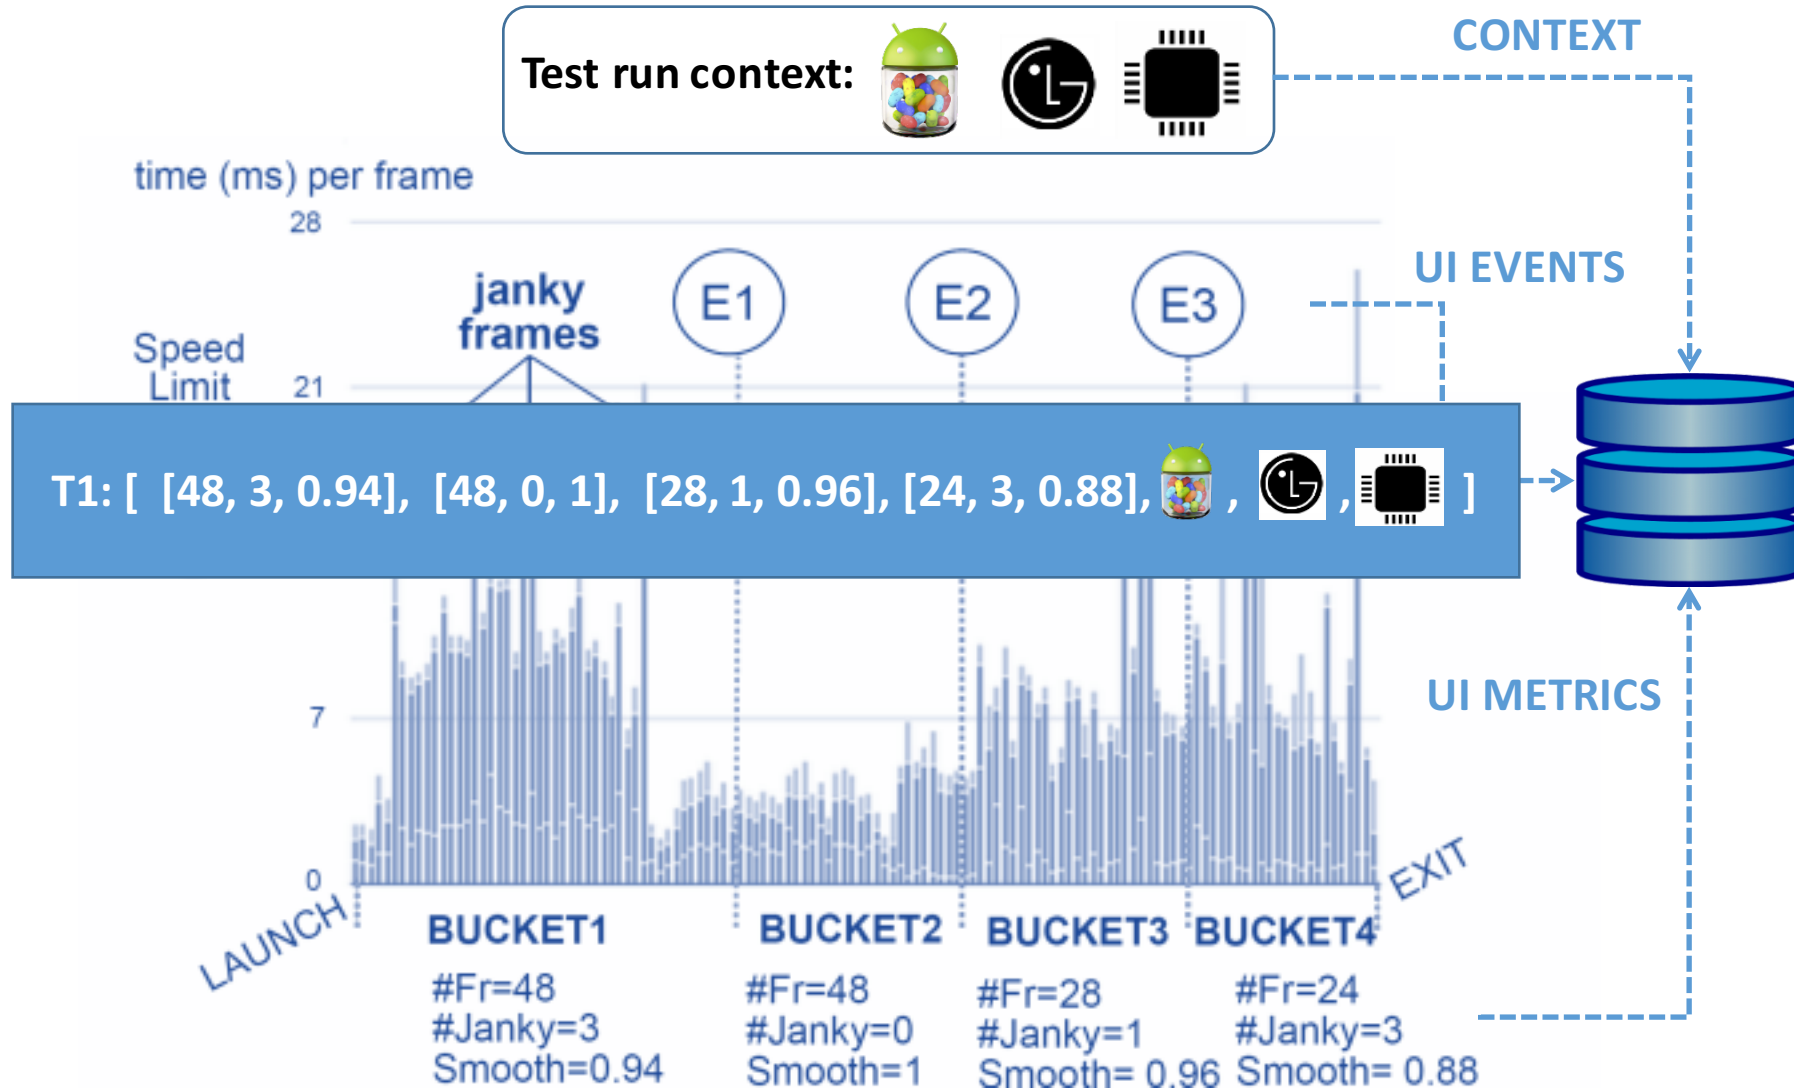 Test run context:
CONTEXT
time (ms) per frame
28
UI EVENTS
janky
frames
E1
E2
E3
Speed
Limit
21
T1: [ [48, 3, 0.94], [48, 0, 1], [28, 1, 0.96], [24, 3, 0.88], , , ]
7
UI METRICS
0
LAUNCH
EXIT
BUCKET1
#Fr=48
#Janky=3
Smooth=0.94
BUCKET2
#Fr=48
#Janky=0
Smooth=1
BUCKET3
#Fr=28
#Janky=1
Smooth= 0.96
BUCKET4
#Fr=24
#Janky=3
Smooth= 0.88